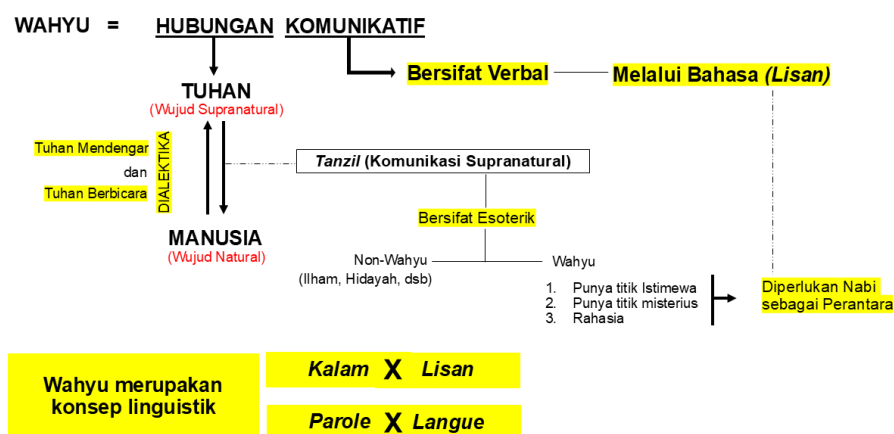 WAHYU = HUBUNGAN KOMUNIKATIF
Bersifat Verbal
Melalui Bahasa (Lisan)
TUHAN
(Wujud Supranatural)
Tuhan Mendengar
dan
Tuhan Berbicara
DIALEKTIKA
Tanzil (Komunikasi Supranatural)
Bersifat Esoterik
MANUSIA
(Wujud Natural)
Non-Wahyu
(Ilham, Hidayah, dsb)
Wahyu
1. Punya titik Istimewa
2. Punya titik misterius
3. Rahasia
Diperlukan Nabi
sebagai Perantara
Wahyu merupakan
konsep linguistik
Kalam X Lisan
Parole X Langue